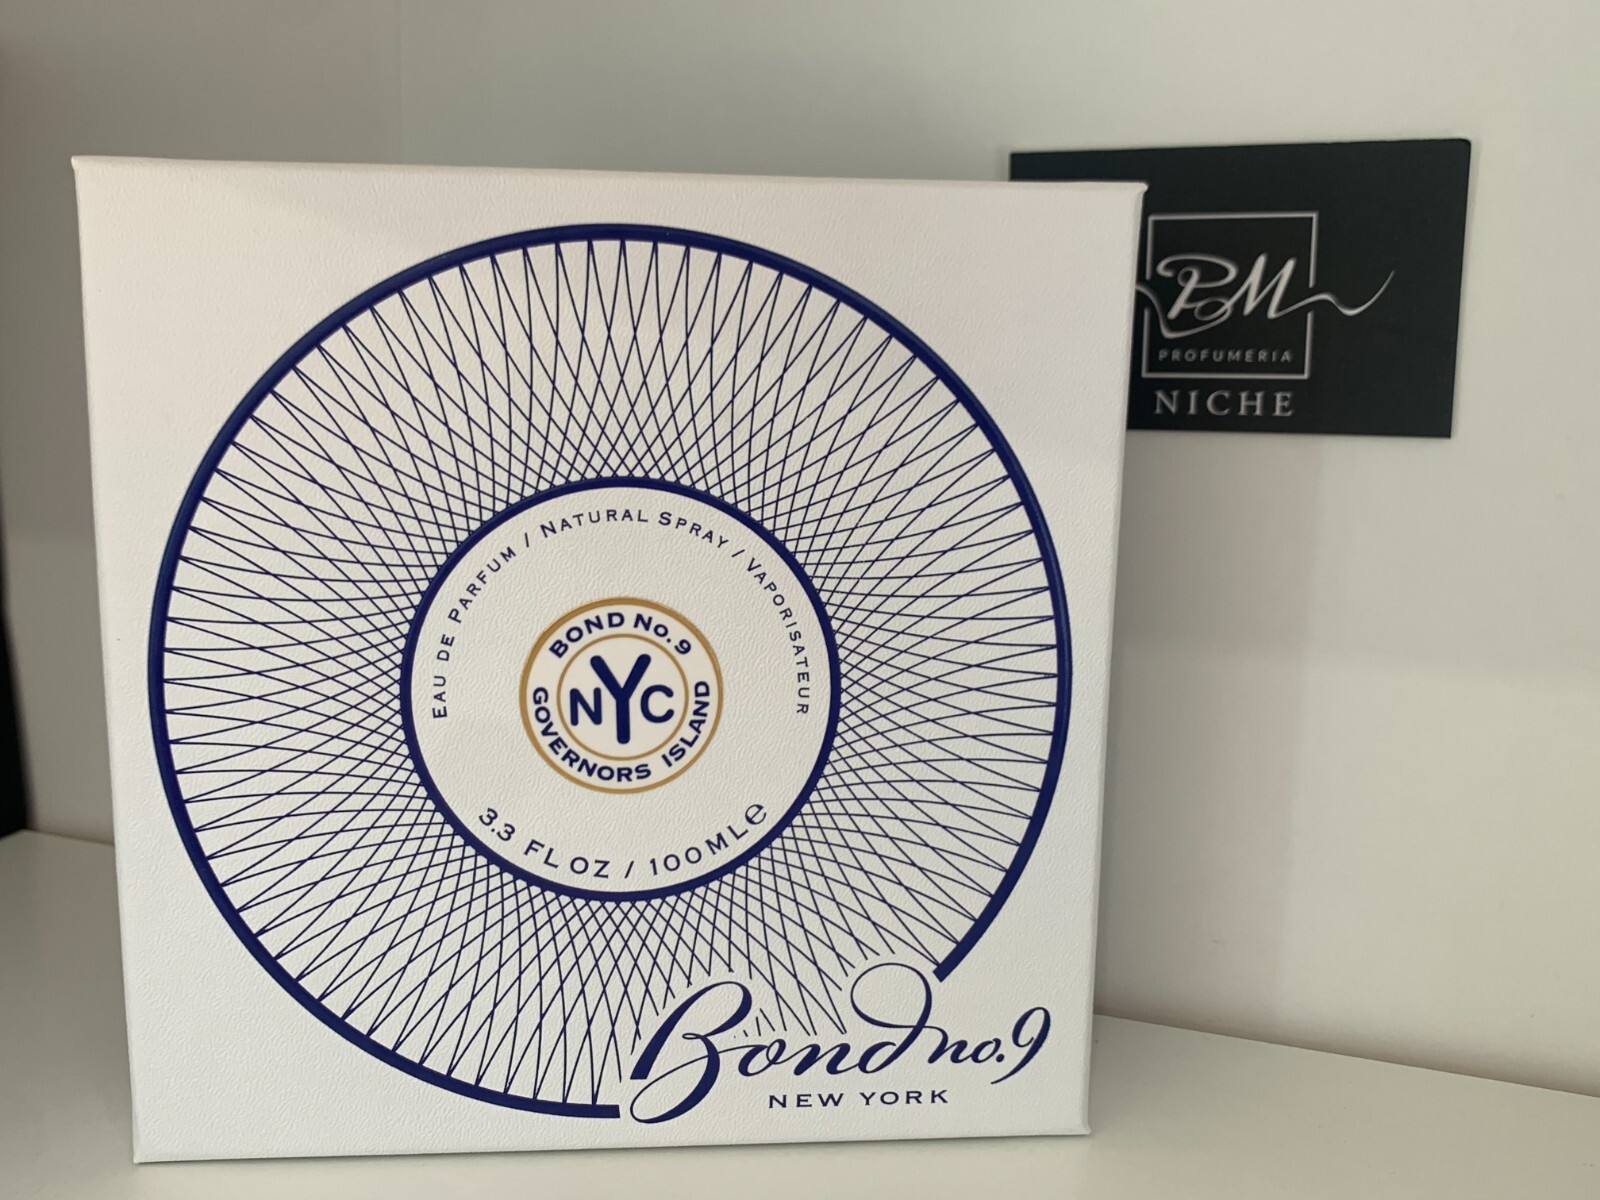 EAU DE PARFUM / NATURAL SPRAY / VAPORISATEUR
BOND No. 9
NYC
GOVERNORS ISLAND
3.3 FL OZ / 100 ML ℮
Bond no.9
NEW YORK
PM
PROFUMERIA
NICHE